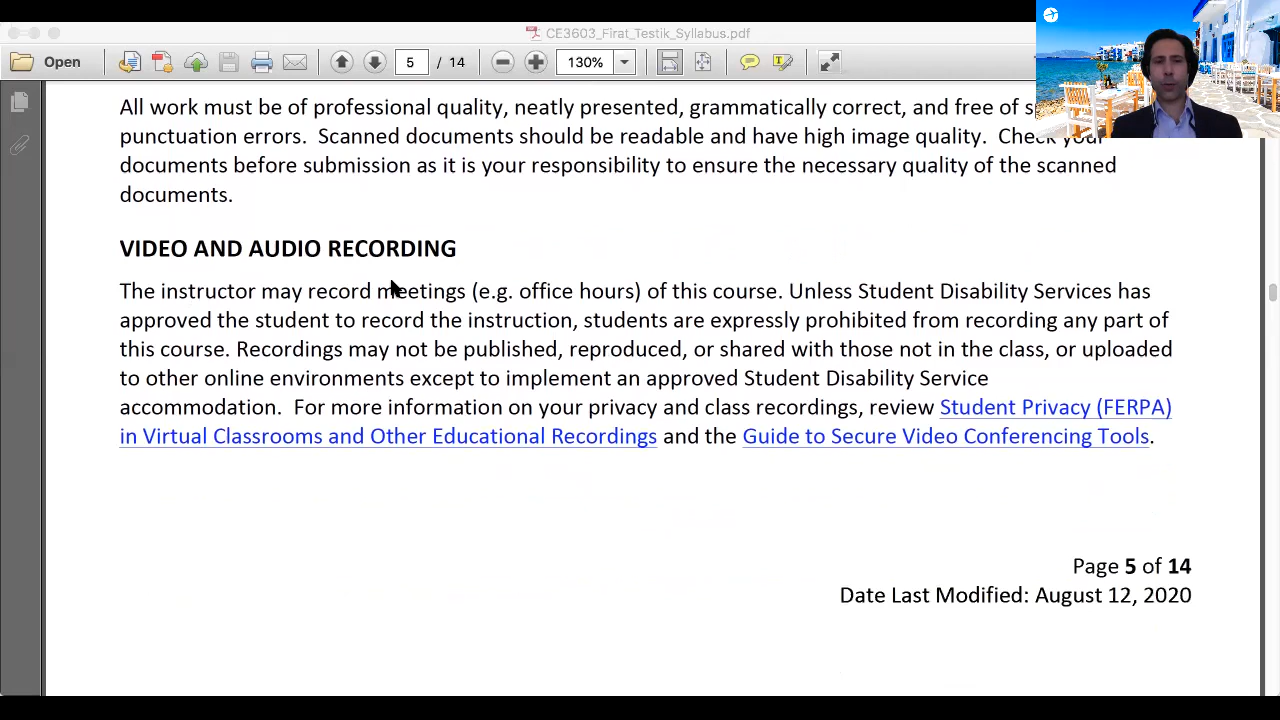 CE3603_Firat_Testik_Syllabus.pdf
Open 5 / 14 130%
All work must be of professional quality, neatly presented, grammatically correct, and free of
punctuation errors. Scanned documents should be readable and have high image quality. Check your
documents before submission as it is your responsibility to ensure the necessary quality of the scanned
documents.
VIDEO AND AUDIO RECORDING
The instructor may record meetings (e.g. office hours) of this course. Unless Student Disability Services has
approved the student to record the instruction, students are expressly prohibited from recording any part of
this course. Recordings may not be published, reproduced, or shared with those not in the class, or uploaded
to other online environments except to implement an approved Student Disability Service
accommodation. For more information on your privacy and class recordings, review Student Privacy (FERPA)
in Virtual Classrooms and Other Educational Recordings and the Guide to Secure Video Conferencing Tools.
Page 5 of 14
Date Last Modified: August 12, 2020